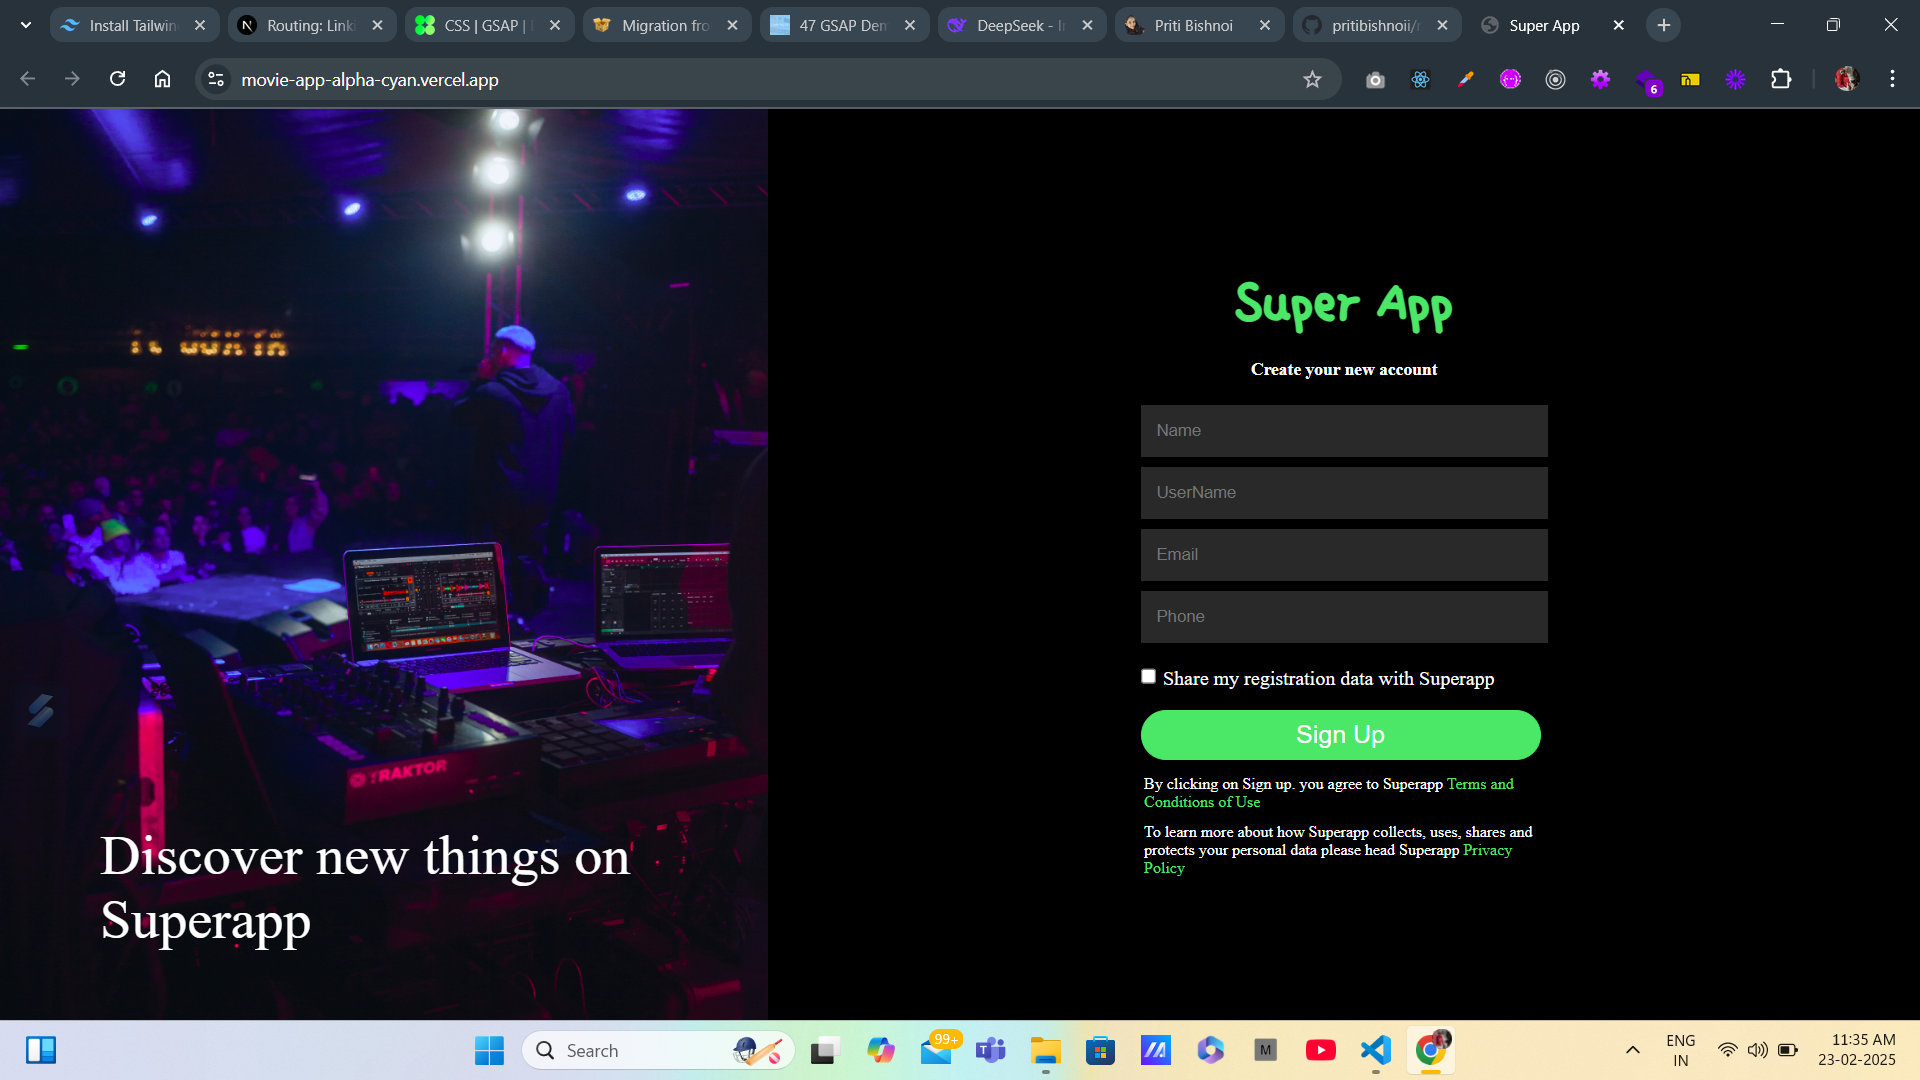 Install Tailwin
Routing: Link
CSS | GSAP |
Migration fro
47 GSAP Dem
DeepSeek - In
Priti Bishnoi
pritibishnoii/r
Super App
movie-app-alpha-cyan.vercel.app
6
Super App
Create your new account
Name
UserName
Email
Phone
Share my registration data with Superapp
Sign Up
By clicking on Sign up. you agree to Superapp Terms and
Conditions of Use
To learn more about how Superapp collects, uses, shares and
protects your personal data please head Superapp Privacy
Policy
TRAKTOR
Discover new things on
Superapp
Search
99+
M
ENG
IN
11:35 AM
23-02-2025